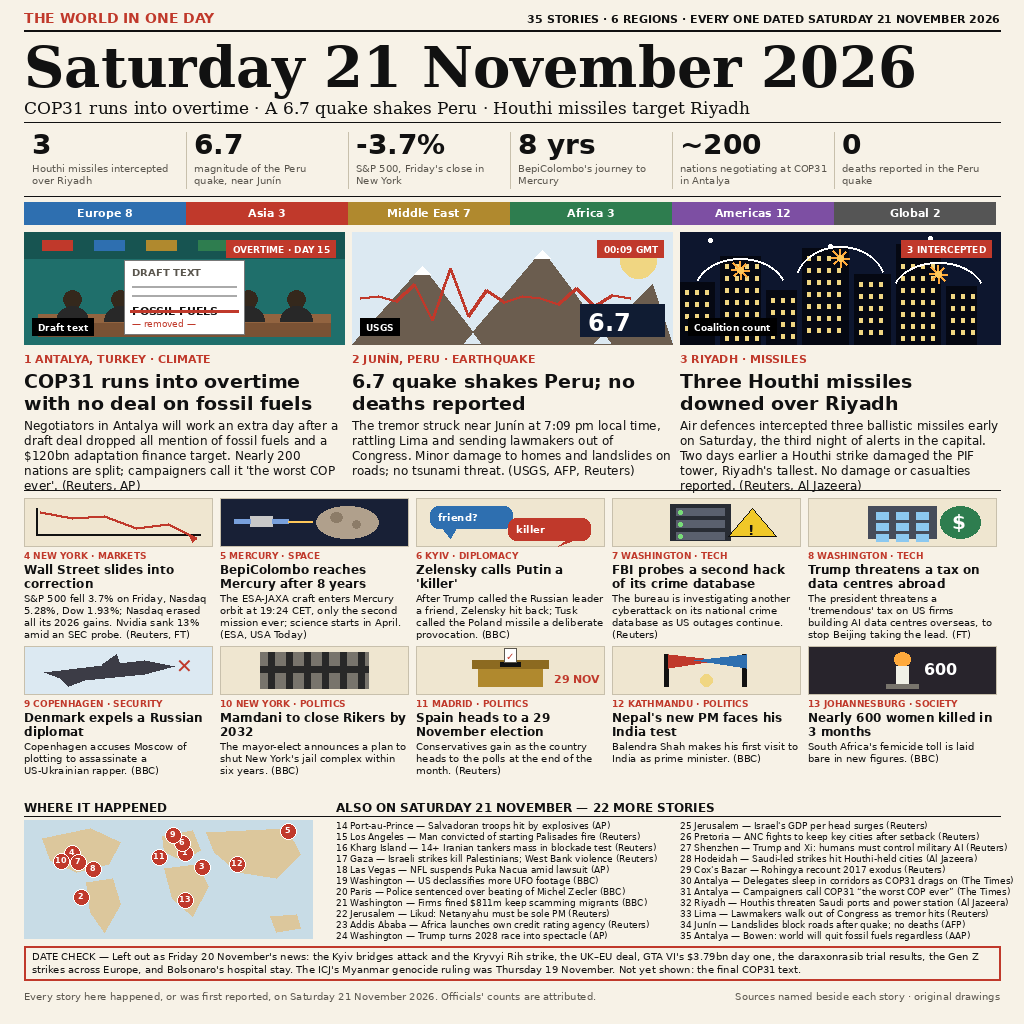 THE WORLD IN ONE DAY
35 STORIES · 6 REGIONS · EVERY ONE DATED SATURDAY 21 NOVEMBER 2026
Saturday 21 November 2026
COP31 runs into overtime · A 6.7 quake shakes Peru · Houthi missiles target Riyadh
3
Houthi missiles intercepted
over Riyadh
6.7
magnitude of the Peru
quake, near Junín
-3.7%
S&P 500, Friday's close in
New York
8 yrs
BepiColombo's journey to
Mercury
~200
nations negotiating at COP31
in Antalya
0
deaths reported in the Peru
quake
Europe 8
Asia 3
Middle East 7
Africa 3
Americas 12
Global 2
OVERTIME · DAY 15
DRAFT TEXT
FOSSIL FUELS
— removed —
Draft text
00:09 GMT
USGS
6.7
3 INTERCEPTED
Coalition count
1 ANTALYA, TURKEY · CLIMATE
COP31 runs into overtime
with no deal on fossil fuels
Negotiators in Antalya will work an extra day after a
draft deal dropped all mention of fossil fuels and a
$120bn adaptation finance target. Nearly 200
nations are split; campaigners call it 'the worst COP
ever'. (Reuters, AP)
2 JUNÍN, PERU · EARTHQUAKE
6.7 quake shakes Peru; no
deaths reported
The tremor struck near Junín at 7:09 pm local time,
rattling Lima and sending lawmakers out of
Congress. Minor damage to homes and landslides on
roads; no tsunami threat. (USGS, AFP, Reuters)
3 RIYADH · MISSILES
Three Houthi missiles
downed over Riyadh
Air defences intercepted three ballistic missiles early
on Saturday, the third night of alerts in the capital.
Two days earlier a Houthi strike damaged the PIF
tower, Riyadh's tallest. No damage or casualties
reported. (Reuters, Al Jazeera)
4 NEW YORK · MARKETS
Wall Street slides into
correction
S&P 500 fell 3.7% on Friday, Nasdaq
5.28%, Dow 1.93%; Nasdaq erased
all its 2026 gains. Nvidia sank 13%
amid an SEC probe. (Reuters, FT)
5 MERCURY · SPACE
BepiColombo reaches
Mercury after 8 years
The ESA-JAXA craft enters Mercury
orbit at 19:24 CET, only the second
mission ever; science starts in April.
(ESA, USA Today)
friend?
killer
6 KYIV · DIPLOMACY
Zelensky calls Putin a
'killer'
After Trump called the Russian leader
a friend, Zelensky hit back; Tusk
called the Poland missile a deliberate
provocation. (BBC)
!
7 WASHINGTON · TECH
FBI probes a second hack
of its crime database
The bureau is investigating another
cyberattack on its national crime
database as US outages continue.
(Reuters)
$
8 WASHINGTON · TECH
Trump threatens a tax on
data centres abroad
The president threatens a
'tremendous' tax on US firms
building AI data centres overseas, to
stop Beijing taking the lead. (FT)
9 COPENHAGEN · SECURITY
Denmark expels a Russian
diplomat
Copenhagen accuses Moscow of
plotting to assassinate a
US-Ukrainian rapper. (BBC)
10 NEW YORK · POLITICS
Mamdani to close Rikers by
2032
The mayor-elect announces a plan to
shut New York's jail complex within
six years. (BBC)
29 NOV
11 MADRID · POLITICS
Spain heads to a 29
November election
Conservatives gain as the country
heads to the polls at the end of the
month. (Reuters)
12 KATHMANDU · POLITICS
Nepal's new PM faces his
India test
Balendra Shah makes his first visit to
India as prime minister. (BBC)
600
13 JOHANNESBURG · SOCIETY
Nearly 600 women killed in
3 months
South Africa's femicide toll is laid
bare in new figures. (BBC)
WHERE IT HAPPENED
5
9
6
1
4
10
7
8
11
3
12
2
13
ALSO ON SATURDAY 21 NOVEMBER — 22 MORE STORIES
14 Port-au-Prince — Salvadoran troops hit by explosives (AP)
15 Los Angeles — Man convicted of starting Palisades fire (Reuters)
16 Kharg Island — 14+ Iranian tankers mass in blockade test (Reuters)
17 Gaza — Israeli strikes kill Palestinians; West Bank violence (Reuters)
18 Las Vegas — NFL suspends Puka Nacua amid lawsuit (AP)
19 Washington — US declassifies more UFO footage (BBC)
20 Paris — Police sentenced over beating of Michel Zecler (BBC)
21 Washington — Firms fined $811m keep scamming migrants (BBC)
22 Jerusalem — Likud: Netanyahu must be sole PM (Reuters)
23 Addis Ababa — Africa launches own credit rating agency (Reuters)
24 Washington — Trump turns 2028 race into spectacle (AP)
25 Jerusalem — Israel's GDP per head surges (Reuters)
26 Pretoria — ANC fights to keep key cities after setback (Reuters)
27 Shenzhen — Trump and Xi: humans must control military AI (Reuters)
28 Hodeidah — Saudi-led strikes hit Houthi-held cities (Al Jazeera)
29 Cox's Bazar — Rohingya recount 2017 exodus (Reuters)
30 Antalya — Delegates sleep in corridors as COP31 drags on (The Times)
31 Antalya — Campaigners call COP31 “the worst COP ever” (The Times)
32 Riyadh — Houthis threaten Saudi ports and power station (Al Jazeera)
33 Lima — Lawmakers walk out of Congress as tremor hits (Reuters)
34 Junín — Landslides block roads after quake; no deaths (AFP)
35 Antalya — Bowen: world will quit fossil fuels regardless (AAP)
DATE CHECK — Left out as Friday 20 November's news: the Kyiv bridges attack and the Kryvyi Rih strike, the UK–EU deal, GTA VI's $3.79bn day one, the daraxonrasib trial results, the Gen Z
strikes across Europe, and Bolsonaro's hospital stay. The ICJ's Myanmar genocide ruling was Thursday 19 November. Not yet shown: the final COP31 text.
Every story here happened, or was first reported, on Saturday 21 November 2026. Officials' counts are attributed.
Sources named beside each story · original drawings